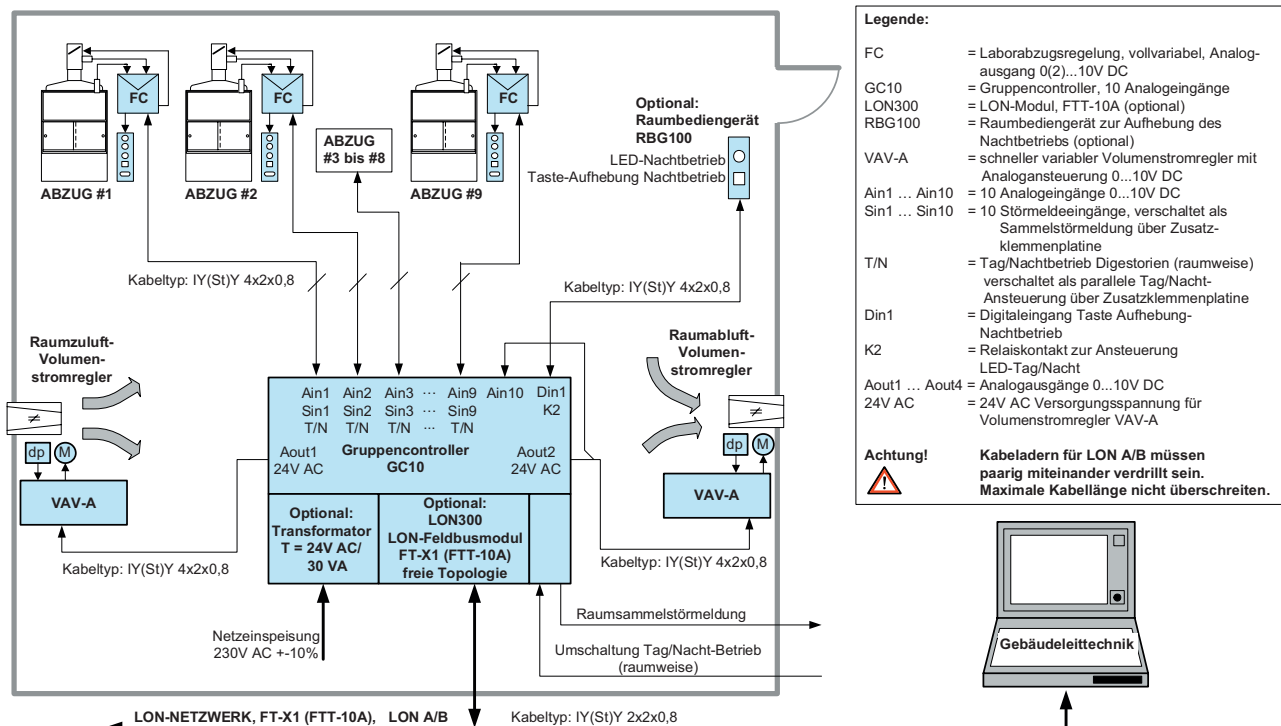 FC
FC
FC
ABZUG #1
ABZUG #2
ABZUG
#3 bis #8
ABZUG #9
Optional:
Raumbediengerät
RBG100
LED-Nachtbetrieb
Taste-Aufhebung Nachtbetrieb
Kabeltyp: IY(St)Y 4x2x0,8
Kabeltyp: IY(St)Y 4x2x0,8
Raumzuluft-
Volumen-
stromregler
Raumabluft-
Volumen-
stromregler
≠
≠
dp
M
dp
M
VAV-A
VAV-A
Ain1 Ain2 Ain3 ... Ain9 Ain10 Din1
Sin1 Sin2 Sin3 ... Sin9 K2
T/N T/N T/N ... T/N
Aout1
24V AC
Gruppencontroller
GC10
Aout2
24V AC
Optional:
Transformator
T = 24V AC/
30 VA
Optional:
LON300
LON-Feldbusmodul
FT-X1 (FTT-10A)
freie Topologie
Kabeltyp: IY(St)Y 4x2x0,8
Kabeltyp: IY(St)Y 4x2x0,8
Netzeinspeisung
230V AC +-10%
Raumsammelstörmeldung
Umschaltung Tag/Nacht-Betrieb
(raumweise)
LON-NETZWERK, FT-X1 (FTT-10A), LON A/B
Kabeltyp: IY(St)Y 2x2x0,8
Legende:
FC = Laborabzugsregelung, vollvariabel, Analog-
ausgang 0(2)...10V DC
GC10 = Gruppencontroller, 10 Analogeingänge
LON300 = LON-Modul, FTT-10A (optional)
RBG100 = Raumbediengerät zur Aufhebung des
Nachtbetriebs (optional)
VAV-A = schneller variabler Volumenstromregler mit
Analogansteuerung 0...10V DC
Ain1 ... Ain10 = 10 Analogeingänge 0...10V DC
Sin1 ... Sin10 = 10 Störmeldeeingänge, verschaltet als
Sammelstörmeldung über Zusatz-
klemmenplatine
T/N = Tag/Nachtbetrieb Digestorien (raumweise)
verschaltet als parallele Tag/Nacht-
Ansteuerung über Zusatzklemmenplatine
Din1 = Digitaleingang Taste Aufhebung-
Nachtbetrieb
K2 = Relaiskontakt zur Ansteuerung
LED-Tag/Nacht
Aout1 ... Aout4 = Analogausgänge 0...10V DC
24V AC = 24V AC Versorgungsspannung für
Volumenstromregler VAV-A
Achtung! Kabeladern für LON A/B müssen
paarig miteinander verdrillt sein.
Maximale Kabellänge nicht überschreiten.
Gebäudeleittechnik